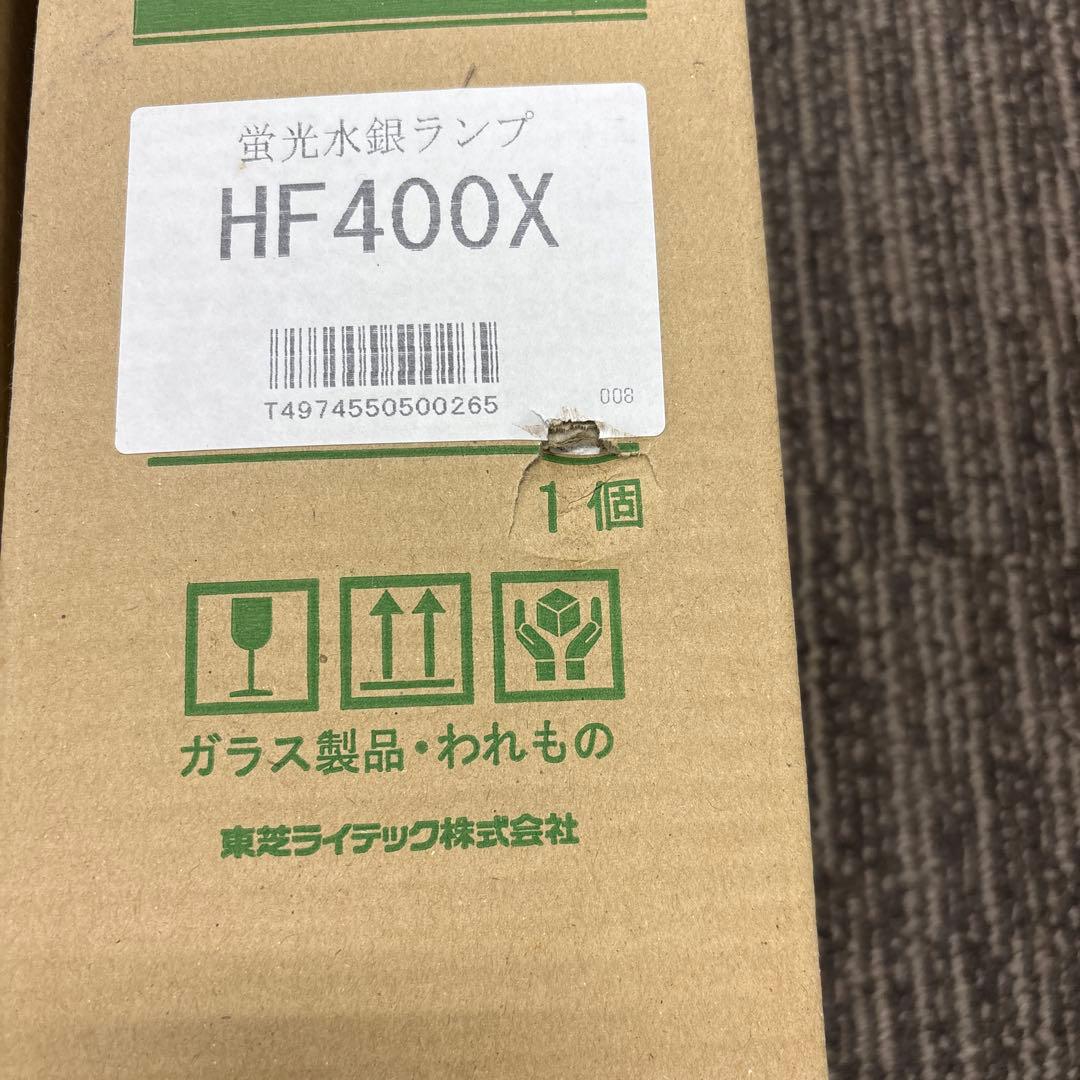 蛍光水銀ランプ
HF400X
T4974550500265
008
1個
ガラス製品・われもの
東芝ライテック株式会社